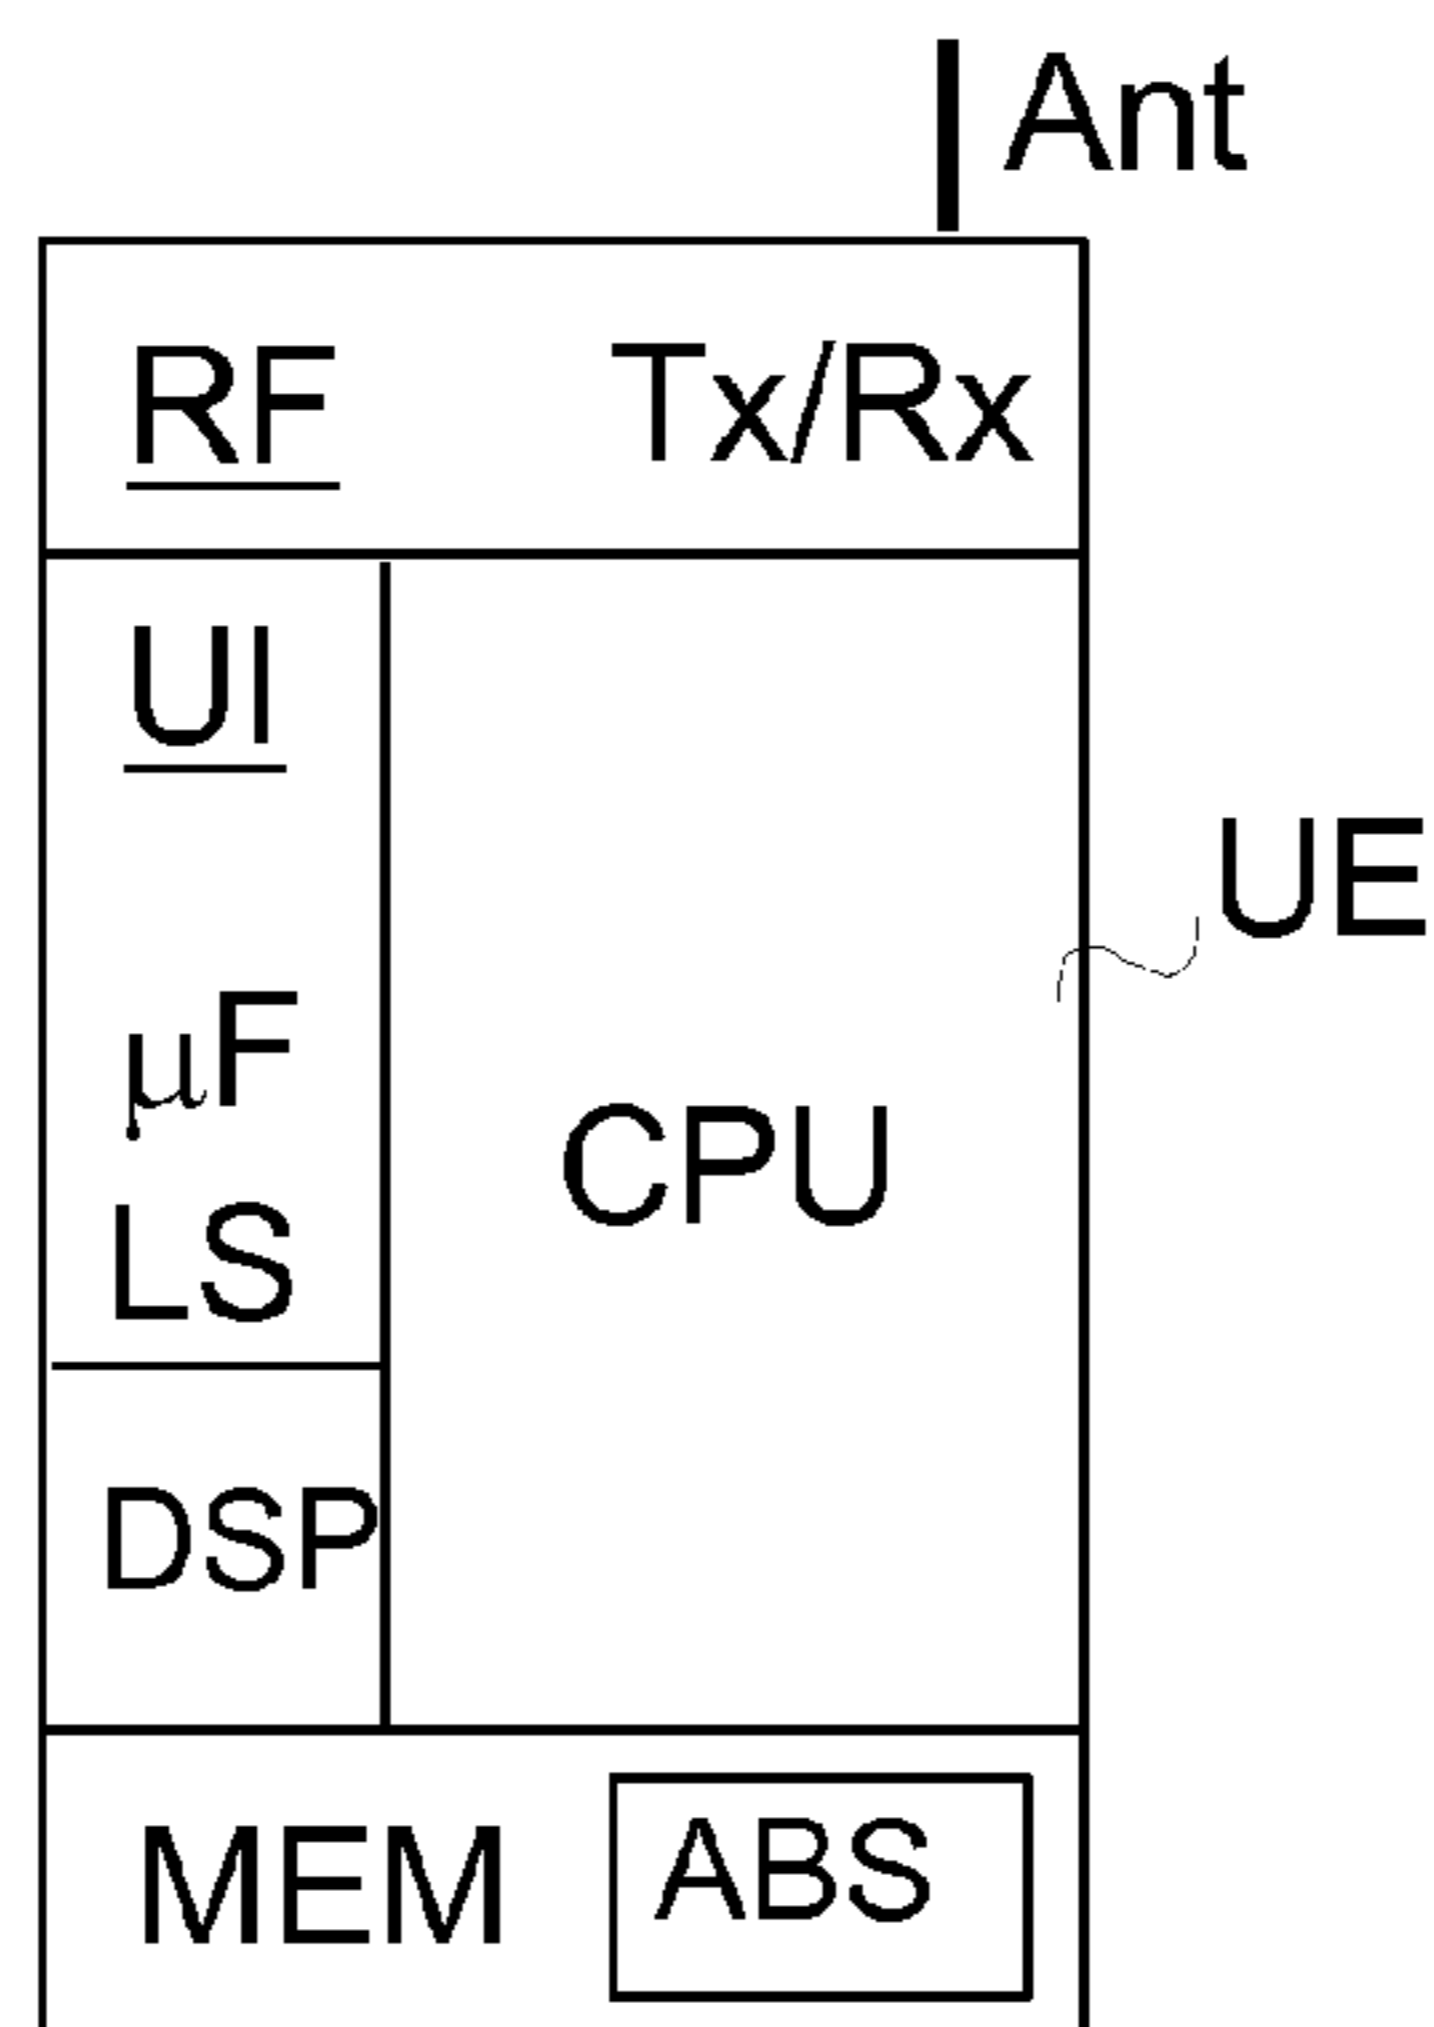 Ant
RF Tx/Rx
UI
UE
μF
CPU
LS
DSP
MEM ABS